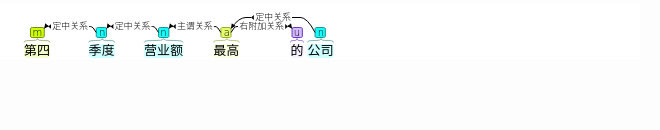 定中关系
定中关系 定中关系 主谓关系 右附加关系
m n n a u n
第四 季度 营业额 最高 的 公司